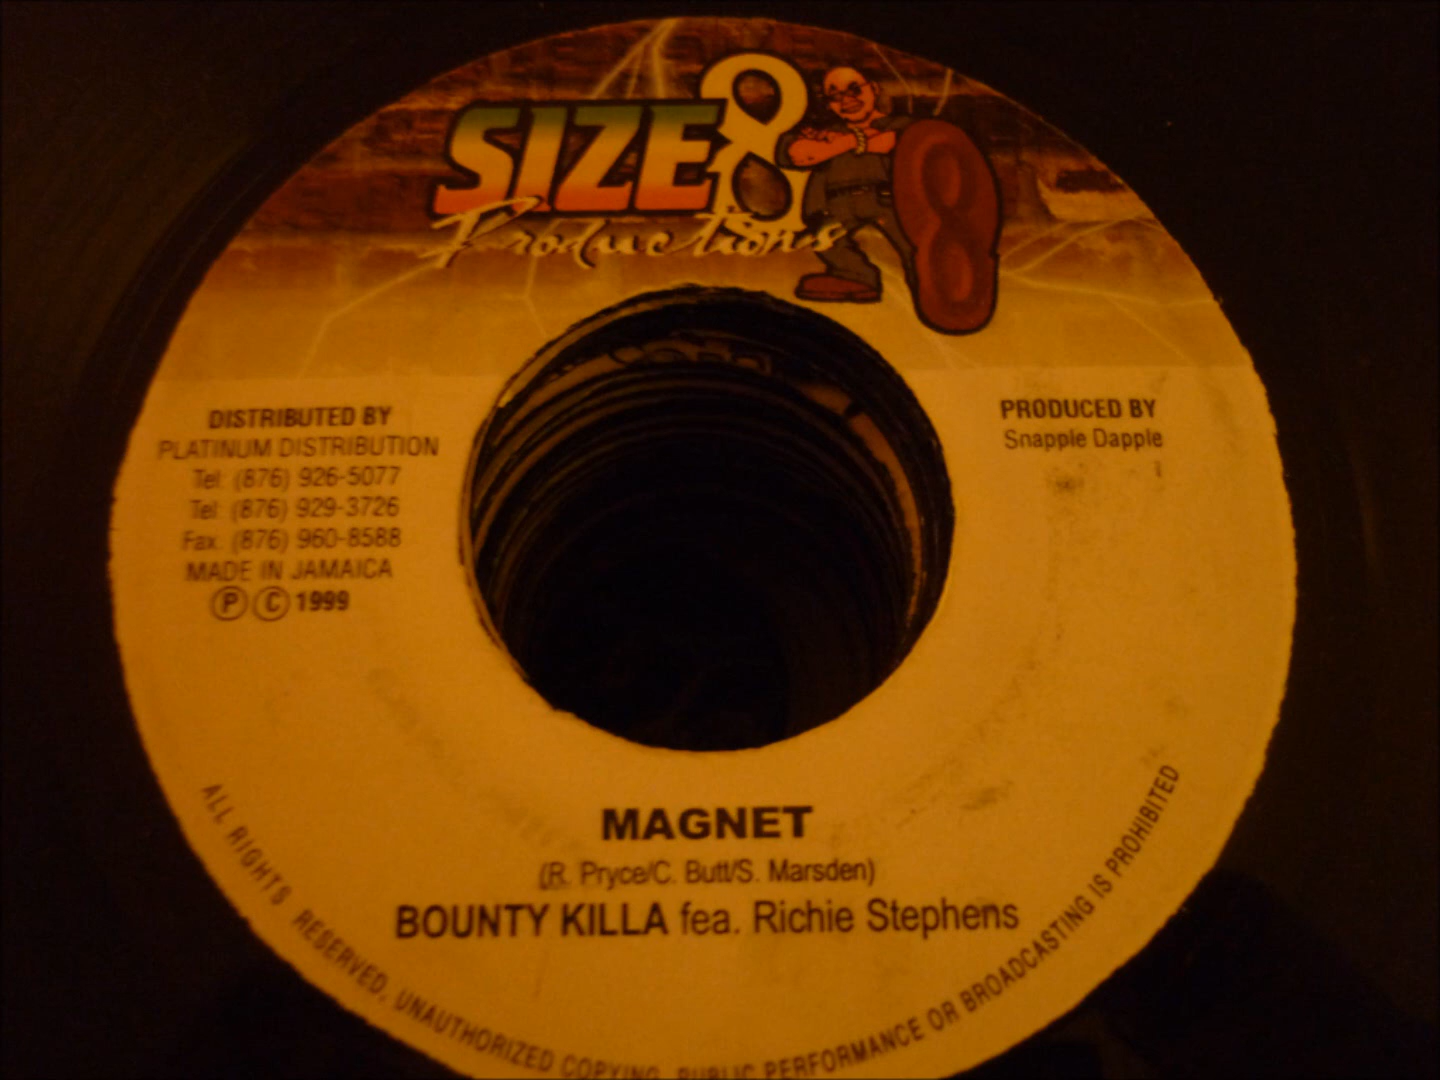 SIZE 8
Productions
8
DISTRIBUTED BY
PLATINUM DISTRIBUTION
Tel: (876) 926-5077
Tel: (876) 929-3726
Fax: (876) 960-8588
MADE IN JAMAICA
Ⓟ Ⓒ 1999
PRODUCED BY
Snapple Dapple
MAGNET
(R. Pryce/C. Butt/S. Marsden)
BOUNTY KILLA fea. Richie Stephens
ALL RIGHTS RESERVED, UNAUTHORIZED COPYING, PUBLIC PERFORMANCE OR BROADCASTING IS PROHIBITED